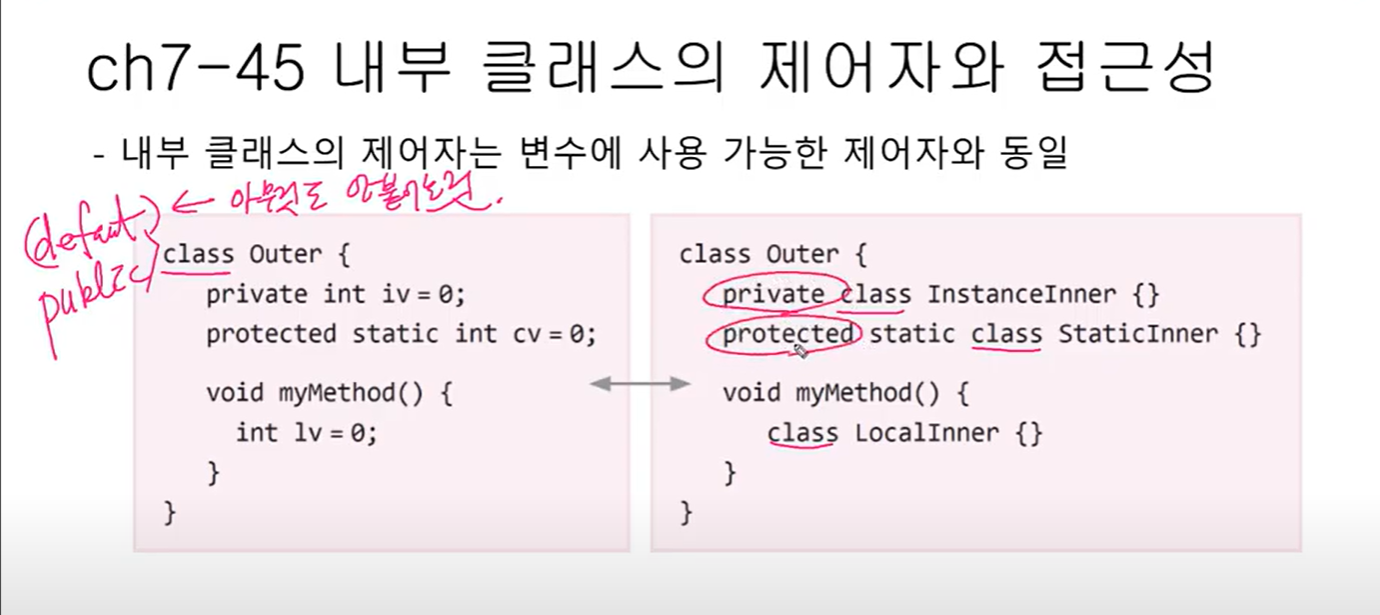 ch7-45 내부 클래스의 제어자와 접근성
- 내부 클래스의 제어자는 변수에 사용 가능한 제어자와 동일
(defaut) ← 아무것도 안붙이는것.
public
class Outer {
private int iv = 0;
protected static int cv = 0;
void myMethod() {
int lv = 0;
}
}
class Outer {
private class InstanceInner {}
protected static class StaticInner {}
void myMethod() {
class LocalInner {}
}
}